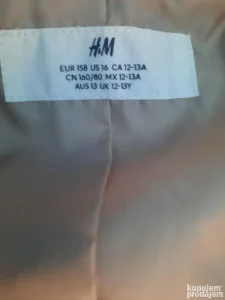 H&M
EUR 158 US 16 CA 12-13A
CN 160/80 MX 12-13A
AUS 13 UK 12-13Y
kupujem
prodajem